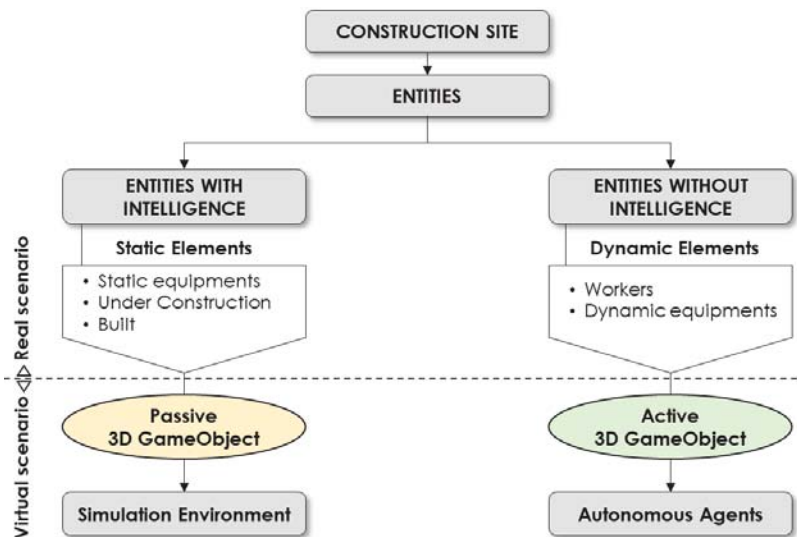 CONSTRUCTION SITE
ENTITIES
ENTITIES WITH
INTELLIGENCE
ENTITIES WITHOUT
INTELLIGENCE
Static Elements
• Static equipments
• Under Construction
• Built
Dynamic Elements
• Workers
• Dynamic equipments
Real scenario
Virtual scenario
Passive
3D GameObject
Active
3D GameObject
Simulation Environment
Autonomous Agents